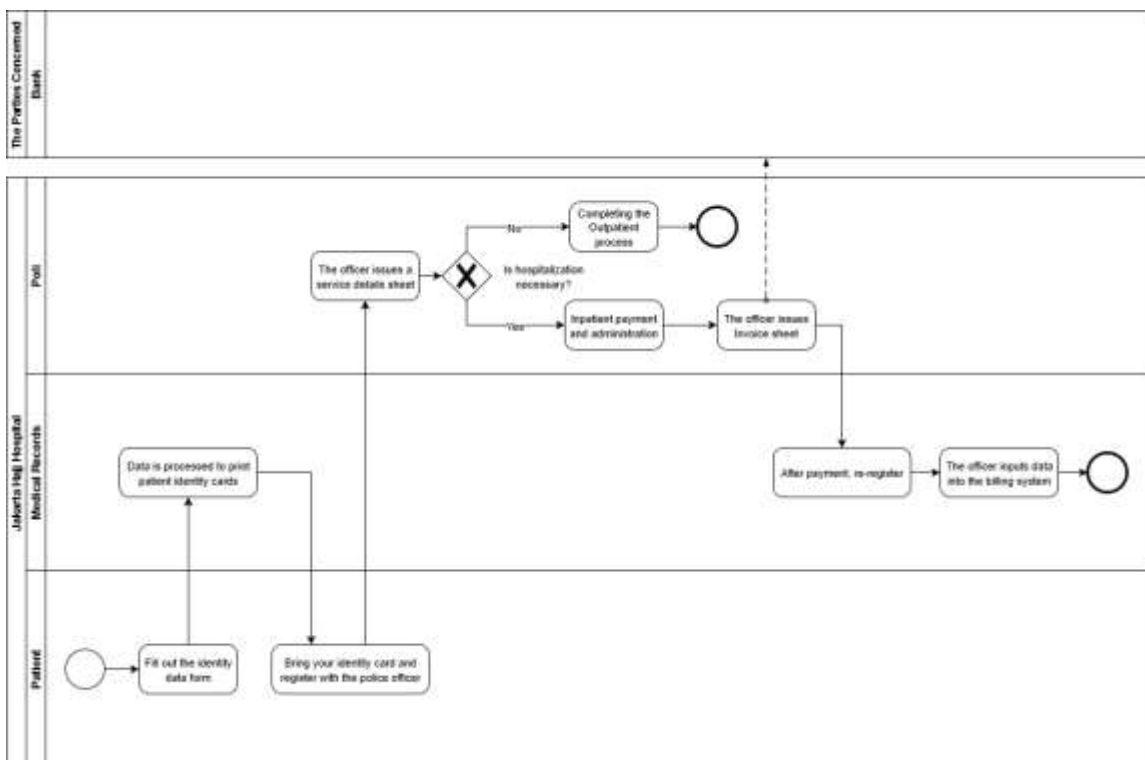 The Parties Concerned
Bank
Jakarta Hajj Hospital
Poli
Medical Records
Patient
Completing the
Outpatient
process
No
The officer issues a
service details sheet
Is hospitalization
necessary?
Yes
Inpatient payment
and administration
The officer issues
Invoice sheet
Data is processed to print
patient identity cards
After payment, re-register
The officer inputs data
into the billing system
Fill out the identity
data form
Bring your identity card and
register with the police officer